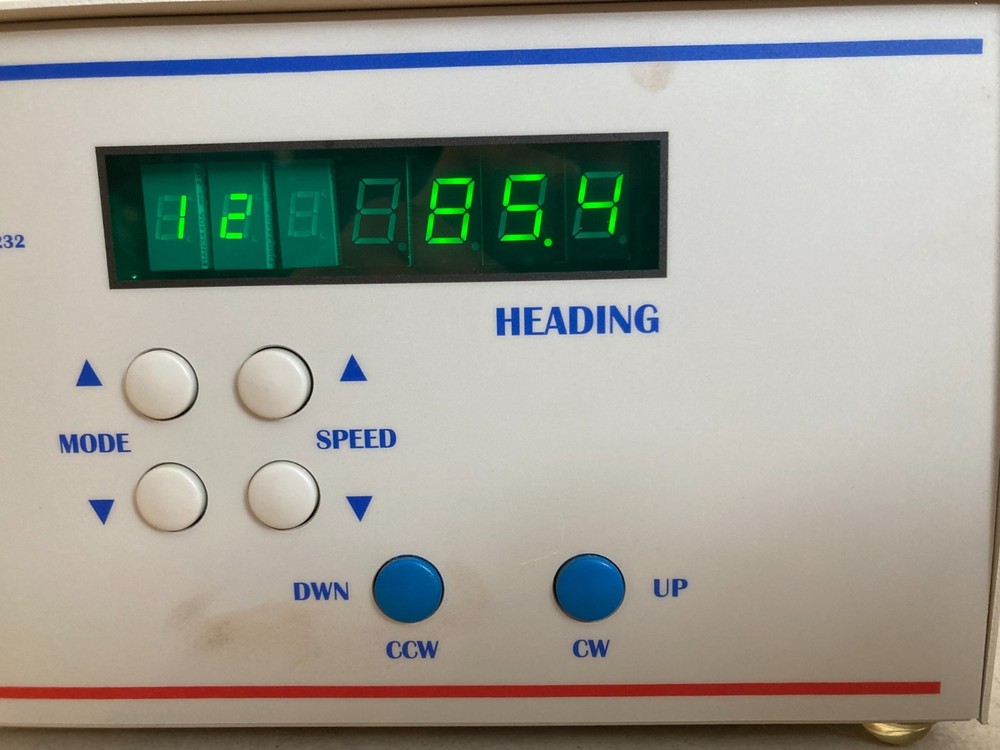 12 85.4
232
HEADING
MODE SPEED
DWN UP
CCW CW